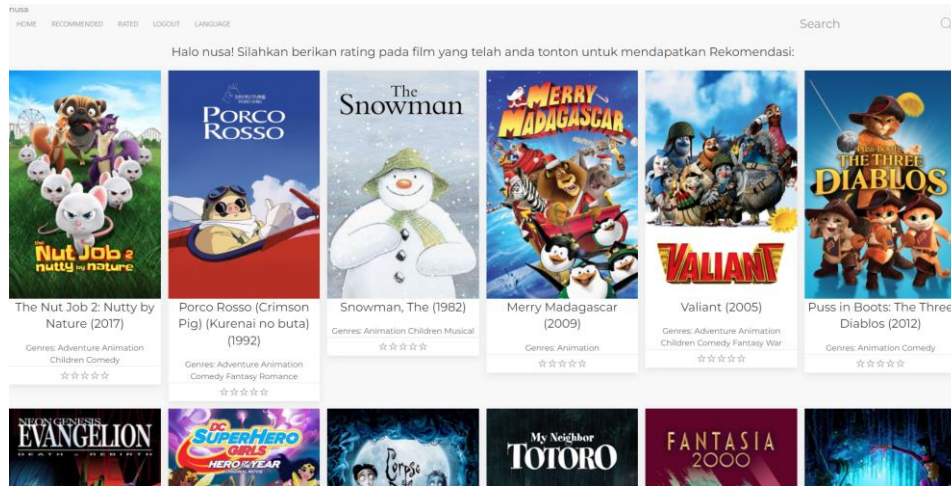 nusa
HOME RECOMMENDED RATED LOGOUT LANGUAGE
Search
Halo nusa! Silahkan berikan rating pada film yang telah anda tonton untuk mendapatkan Rekomendasi:
the
Nut Job 2
nutty by nature
PORCO
ROSSO
The
Snowman
MERRY
MADAGASCAR
VALIANT
PUSS IN BOOTS:
THE THREE
DIABLOS
The Nut Job 2: Nutty by
Nature (2017)
Genres: Adventure Animation
Children Comedy
Porco Rosso (Crimson
Pig) (Kurenai no buta)
(1992)
Genres: Adventure Animation
Comedy Fantasy Romance
Snowman, The (1982)
Genres: Animation Children Musical
Merry Madagascar
(2009)
Genres: Animation
Valiant (2005)
Genres: Adventure Animation
Children Comedy Fantasy War
Puss in Boots: The Three
Diablos (2012)
Genres: Animation Comedy
NEON GENESIS
EVANGELION
DEATH & REBIRTH
DC
SUPERHERO
GIRLS
HERO OF THE YEAR
Corpse
My Neighbor
TOTORO
FANTASIA
2000